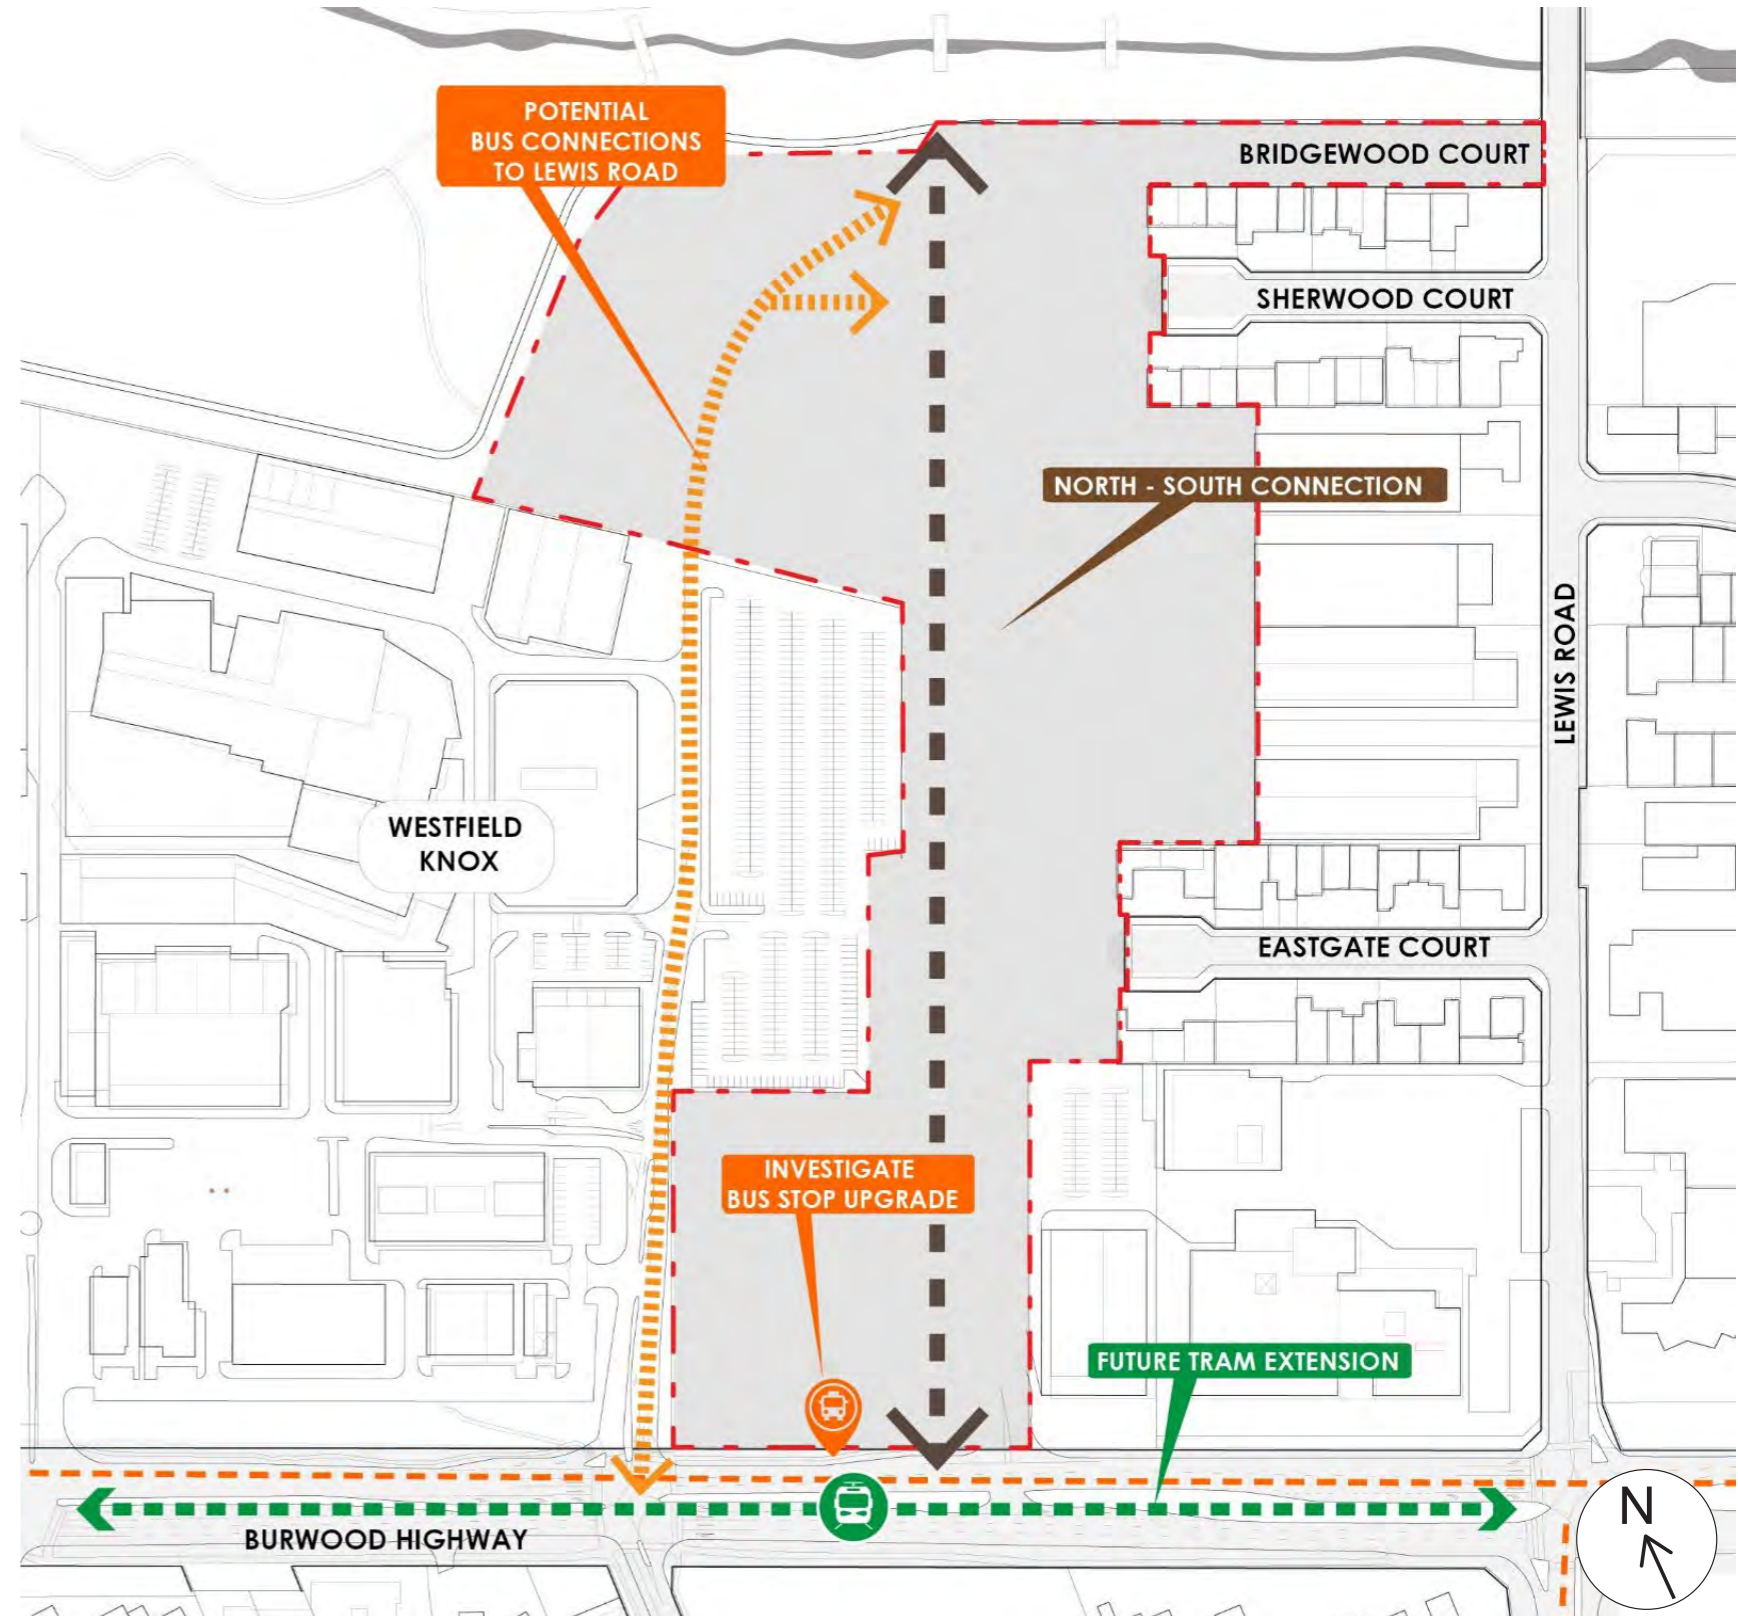 POTENTIAL
BUS CONNECTIONS
TO LEWIS ROAD
BRIDGEWOOD COURT
SHERWOOD COURT
NORTH - SOUTH CONNECTION
LEWIS ROAD
WESTFIELD
KNOX
EASTGATE COURT
INVESTIGATE
BUS STOP UPGRADE
FUTURE TRAM EXTENSION
BURWOOD HIGHWAY
N